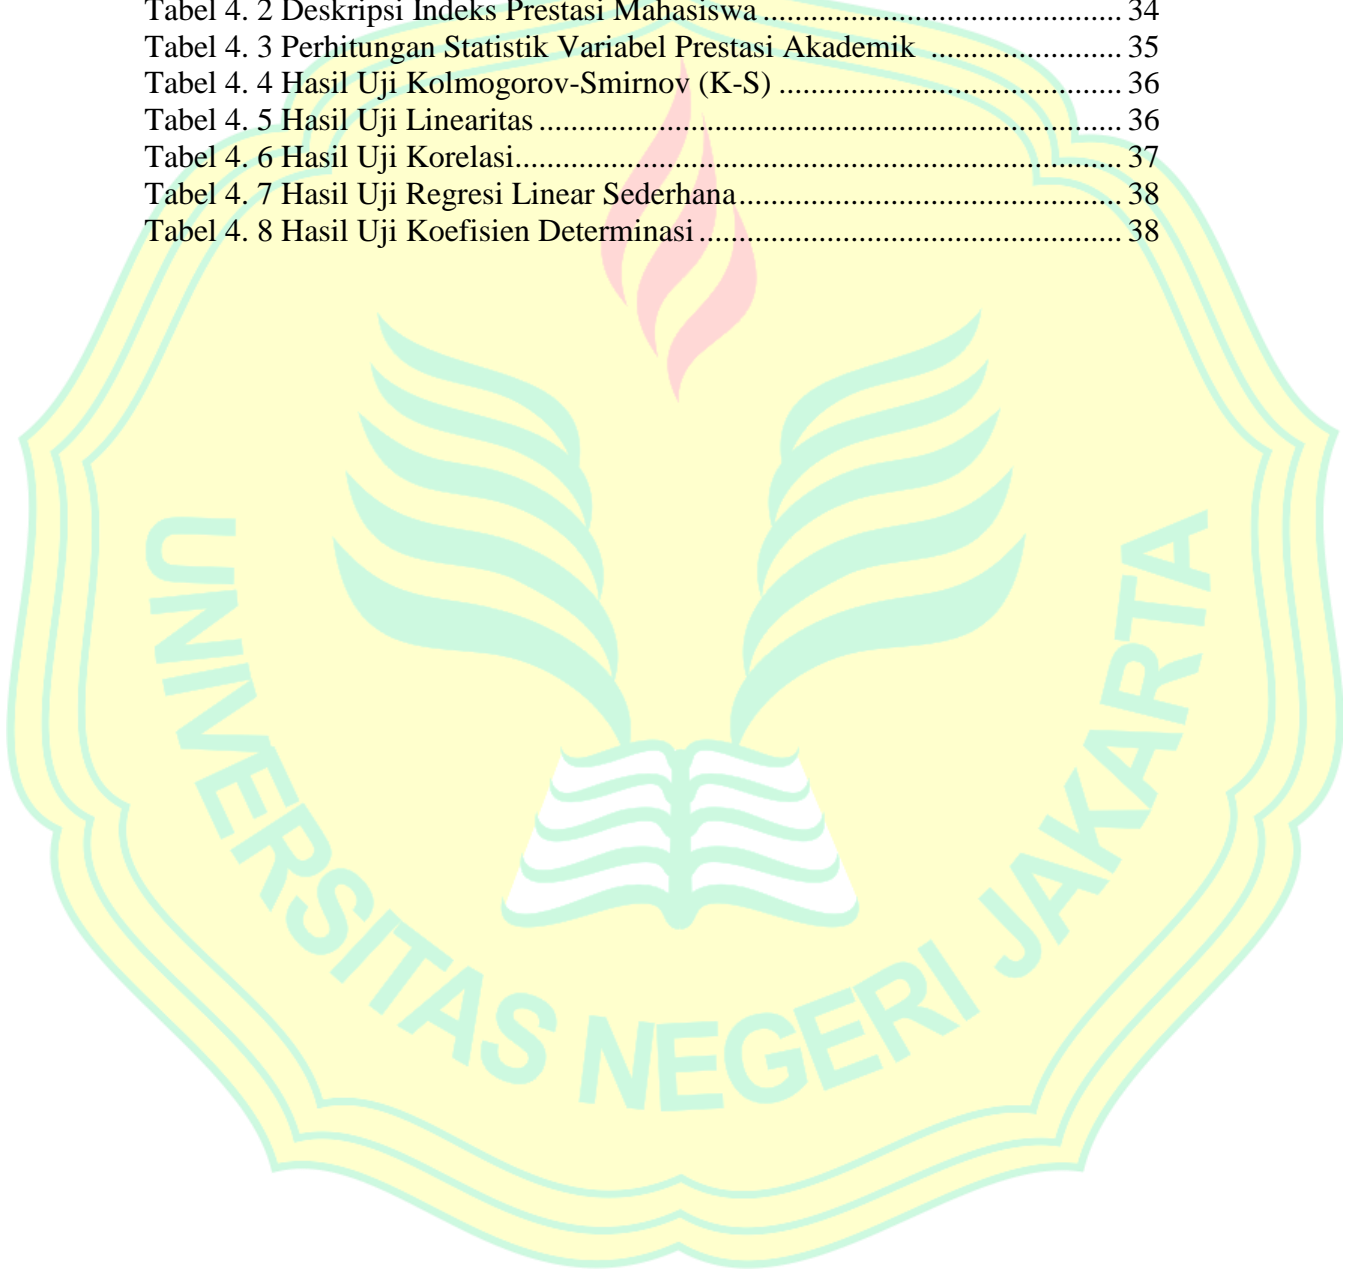 Tabel 4. 2 Deskripsi Indeks Prestasi Mahasiswa ............................................. 34
Tabel 4. 3 Perhitungan Statistik Variabel Prestasi Akademik ........................ 35
Tabel 4. 4 Hasil Uji Kolmogorov-Smirnov (K-S) ........................................... 36
Tabel 4. 5 Hasil Uji Linearitas ......................................................................... 36
Tabel 4. 6 Hasil Uji Korelasi............................................................................ 37
Tabel 4. 7 Hasil Uji Regresi Linear Sederhana ................................................ 38
Tabel 4. 8 Hasil Uji Koefisien Determinasi ..................................................... 38
UNIVERSITAS NEGERI JAKARTA